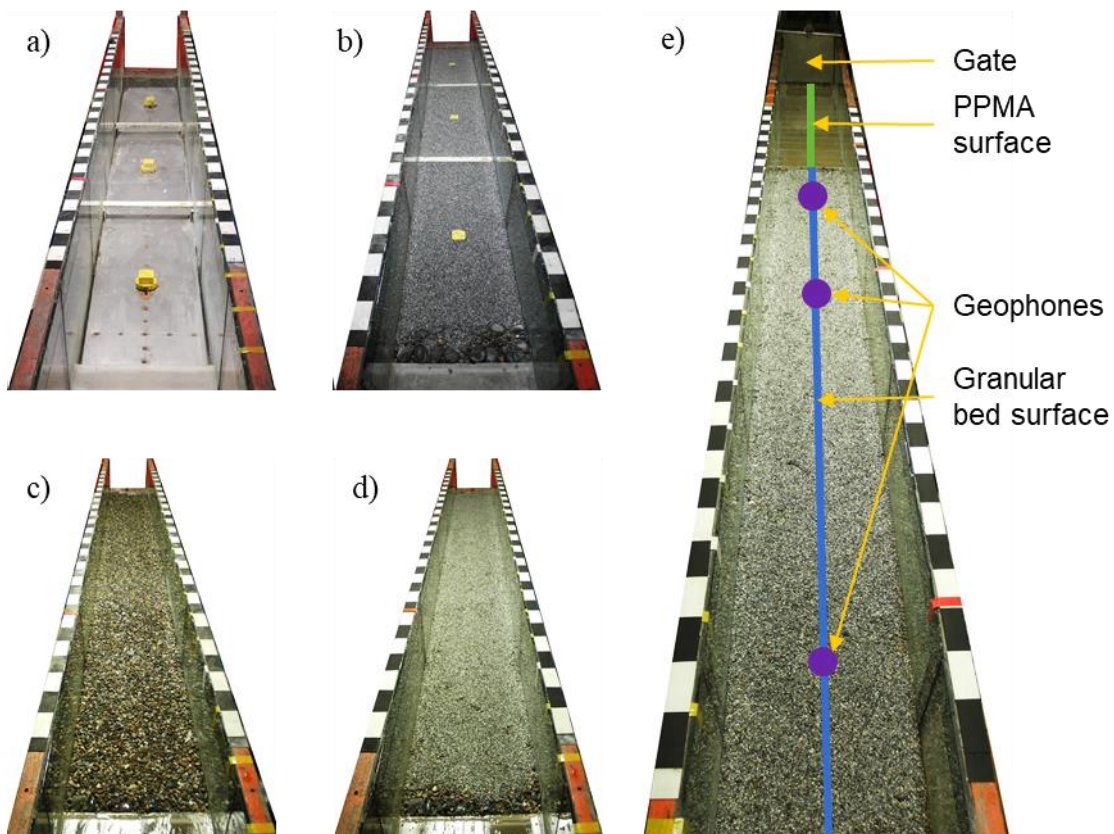 a)
b)
c)
d)
e)
Gate
PPMA
surface
Geophones
Granular
bed surface